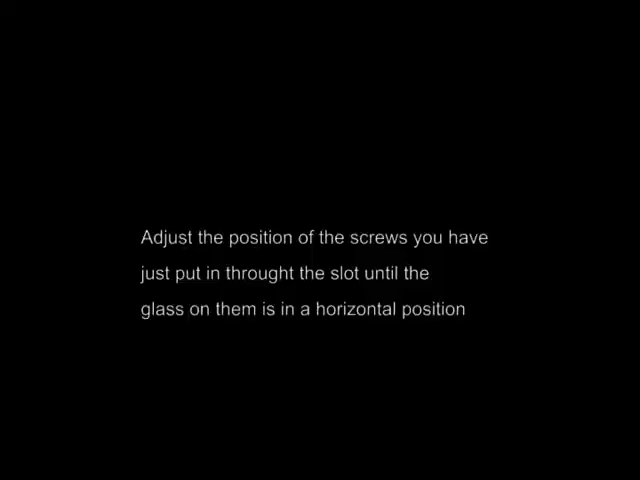 Adjust the position of the screws you have
just put in throught the slot until the
glass on them is in a horizontal position